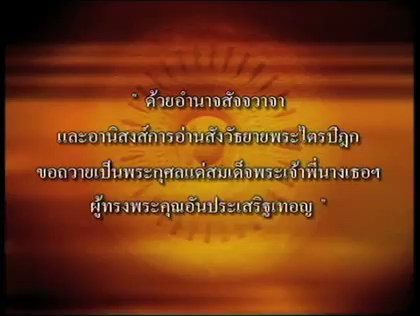 " ด้วยอำนาจสัจจวาจา
และอานิสงส์การอ่านสังวัธยายพระไตรปิฎก
ขอถวายเป็นพระกุศลแด่สมเด็จพระเจ้าพี่นางเธอฯ
ผู้ทรงพระคุณอันประเสริฐเทอญ "